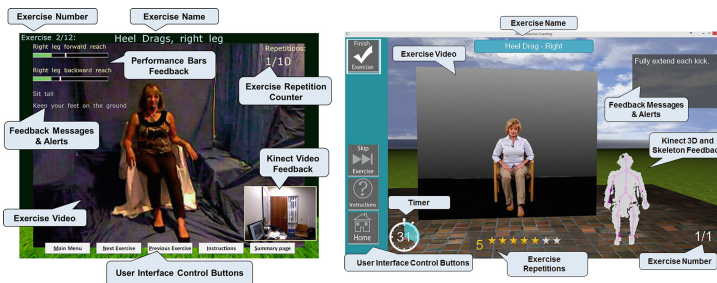 Exercise Number
Exercise Name
Exercise 2/12:
Heel Drags, right leg
Right leg forward reach
Right leg backward reach
Performance Bars
Feedback
Repetitions:
1/10
Exercise Repetition
Counter
Sit tall
Keep your feet on the ground
Feedback Messages
& Alerts
Kinect Video
Feedback
Exercise Video
Main Menu
Next Exercise
Previous Exercise
Instructions
Summary page
User Interface Control Buttons
Exercise Name
Coaching
Heel Drag - Right
Finish
Exercise
Exercise Video
Fully extend each kick.
Feedback Messages
& Alerts
Kinect 3D and
Skeleton Feedback
Skip
Exercise
Instructions
Home
Timer
31
User Interface Control Buttons
5
Exercise
Repetitions
1/1
Exercise Number